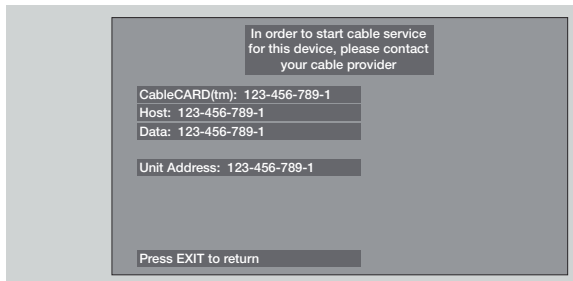 In order to start cable service
for this device, please contact
your cable provider
CableCARD(tm): 123-456-789-1
Host: 123-456-789-1
Data: 123-456-789-1
Unit Address: 123-456-789-1
Press EXIT to return